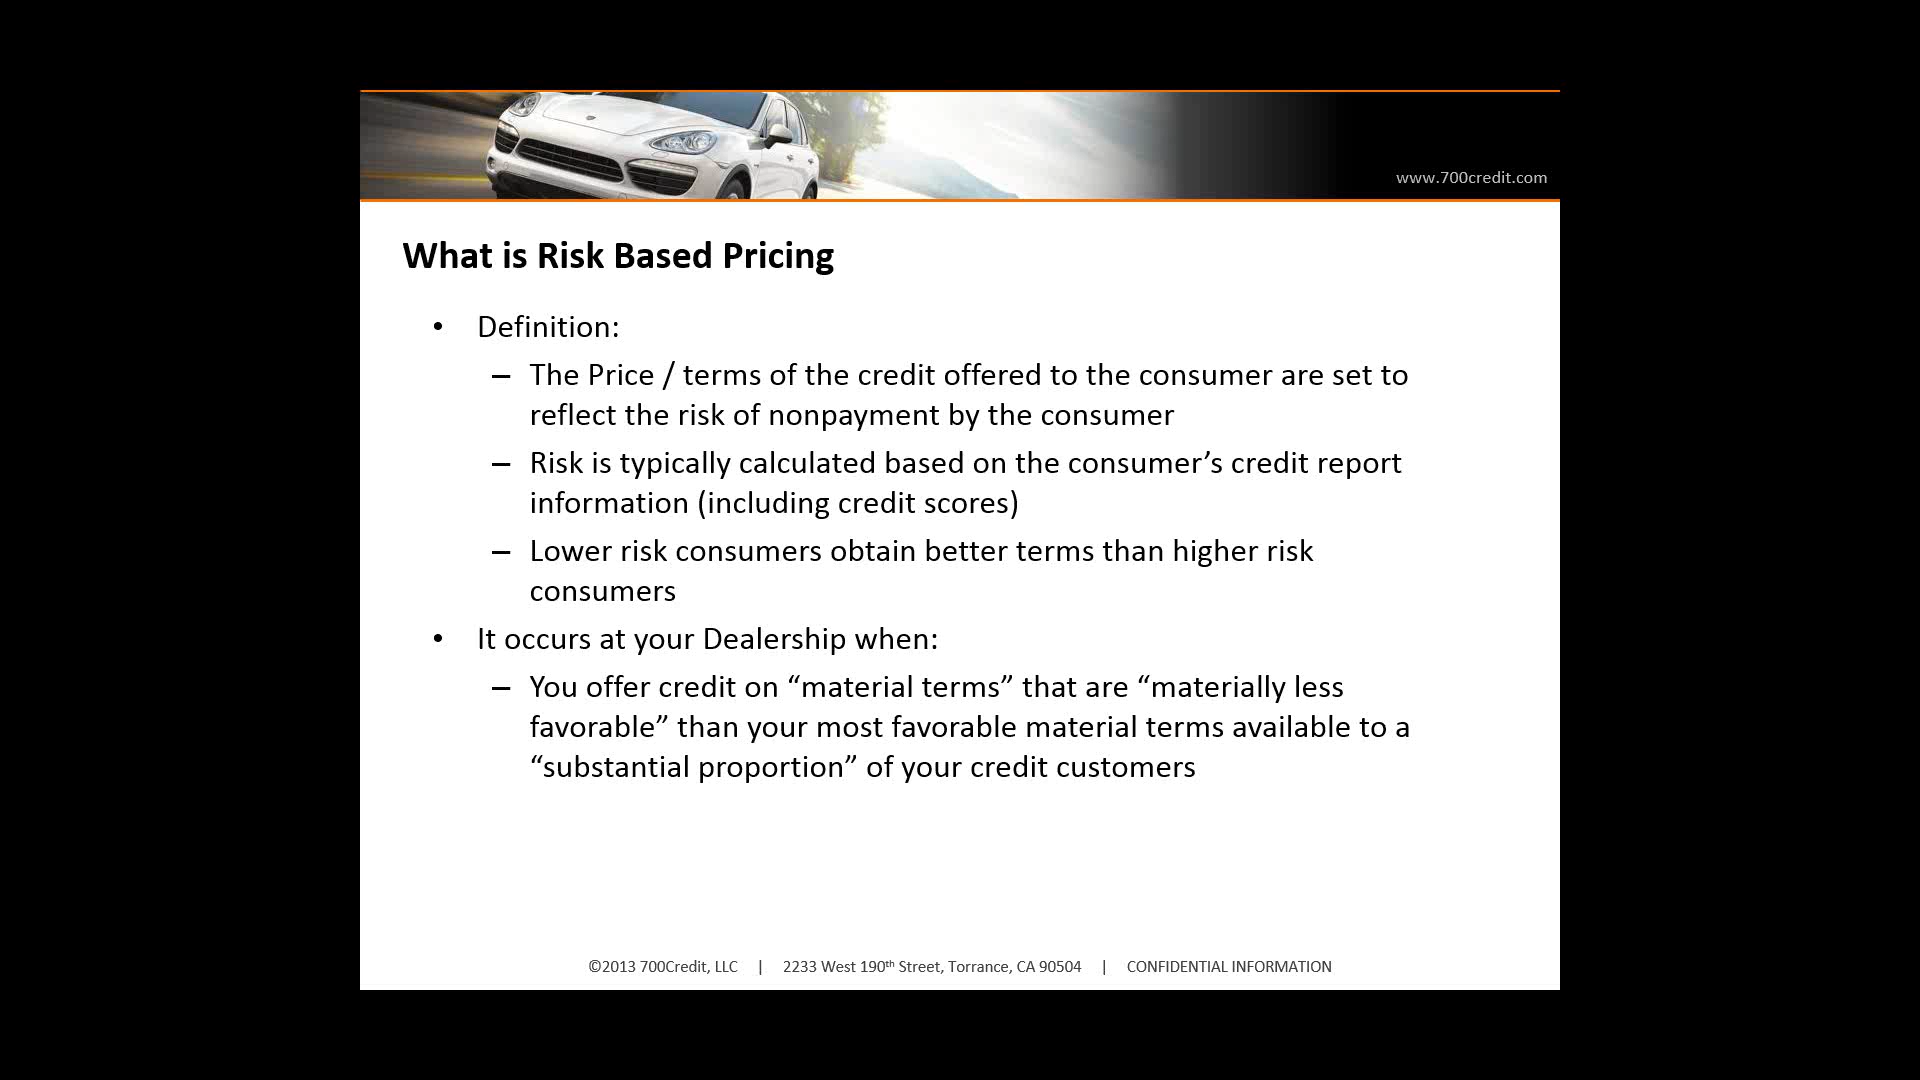 www.700credit.com
What is Risk Based Pricing
• Definition:
– The Price / terms of the credit offered to the consumer are set to
reflect the risk of nonpayment by the consumer
– Risk is typically calculated based on the consumer’s credit report
information (including credit scores)
– Lower risk consumers obtain better terms than higher risk
consumers
• It occurs at your Dealership when:
– You offer credit on “material terms” that are “materially less
favorable” than your most favorable material terms available to a
“substantial proportion” of your credit customers
©2013 700Credit, LLC | 2233 West 190th Street, Torrance, CA 90504 | CONFIDENTIAL INFORMATION